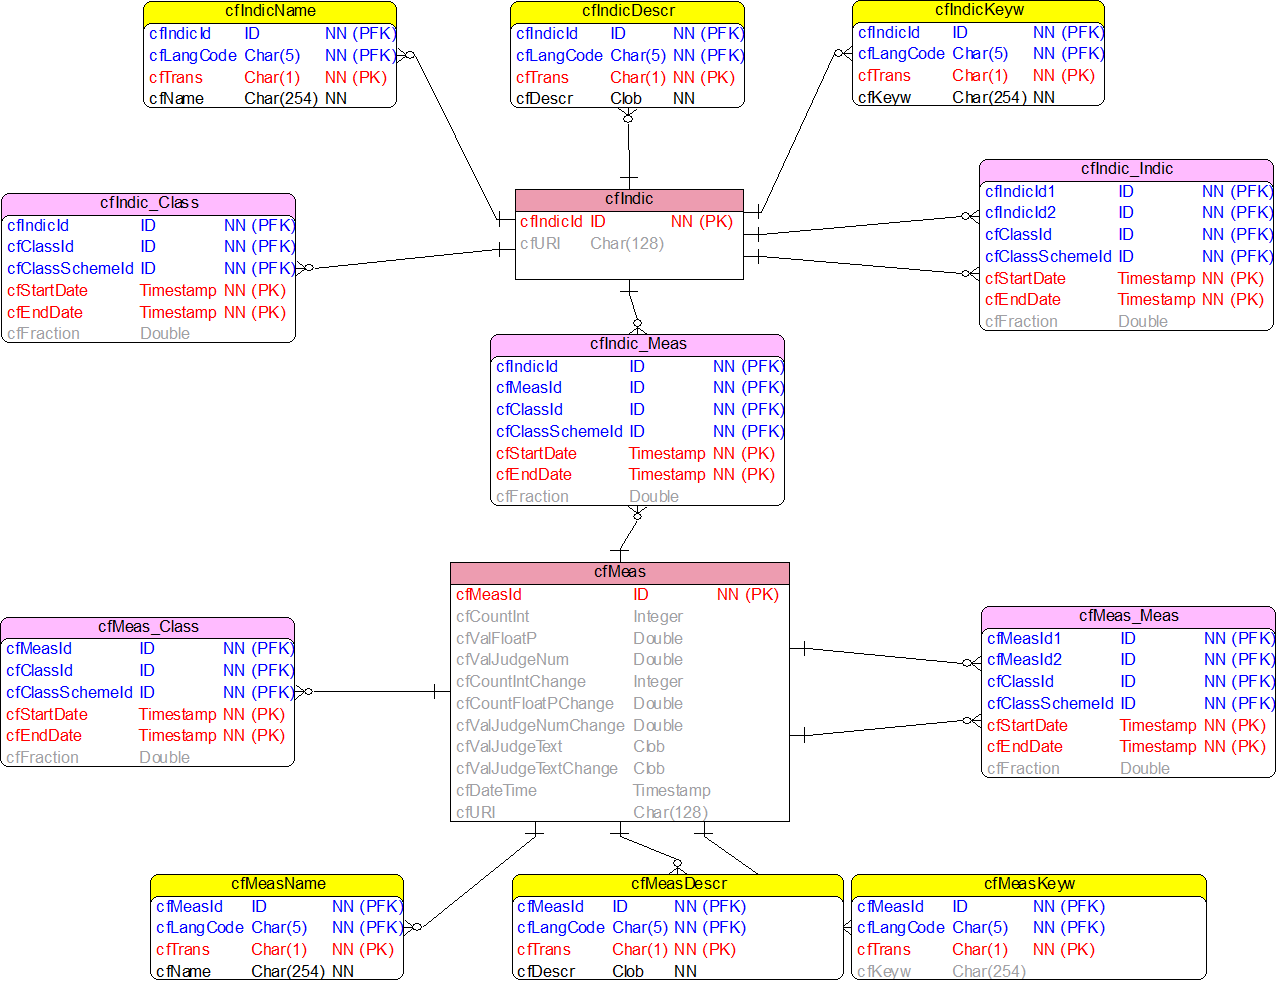 cfIndicName
cfIndicId ID NN (PFK)
cfLangCode Char(5) NN (PFK)
cfTrans Char(1) NN (PK)
cfName Char(254) NN
cfIndicDescr
cfIndicId ID NN (PFK)
cfLangCode Char(5) NN (PFK)
cfTrans Char(1) NN (PK)
cfDescr Clob NN
cfIndicKeyw
cfIndicId ID NN (PFK)
cfLangCode Char(5) NN (PFK)
cfTrans Char(1) NN (PK)
cfKeyw Char(254) NN
cfIndic_Class
cfIndicId ID NN (PFK)
cfClassId ID NN (PFK)
cfClassSchemeId ID NN (PFK)
cfStartDate Timestamp NN (PK)
cfEndDate Timestamp NN (PK)
cfFraction Double
cfIndic
cfIndicId ID NN (PK)
cfURI Char(128)
cfIndic_Indic
cfIndicId1 ID NN (PFK)
cfIndicId2 ID NN (PFK)
cfClassId ID NN (PFK)
cfClassSchemeId ID NN (PFK)
cfStartDate Timestamp NN (PK)
cfEndDate Timestamp NN (PK)
cfFraction Double
cfIndic_Meas
cfIndicId ID NN (PFK)
cfMeasId ID NN (PFK)
cfClassId ID NN (PFK)
cfClassSchemeId ID NN (PFK)
cfStartDate Timestamp NN (PK)
cfEndDate Timestamp NN (PK)
cfFraction Double
cfMeas_Class
cfMeasId ID NN (PFK)
cfClassId ID NN (PFK)
cfClassSchemeId ID NN (PFK)
cfStartDate Timestamp NN (PK)
cfEndDate Timestamp NN (PK)
cfFraction Double
cfMeas
cfMeasId ID NN (PK)
cfCountInt Integer
cfValFloatP Double
cfValJudgeNum Double
cfCountIntChange Integer
cfCountFloatPChange Double
cfValJudgeNumChange Double
cfValJudgeText Clob
cfValJudgeTextChange Clob
cfDateTime Timestamp
cfURI Char(128)
cfMeas_Meas
cfMeasId1 ID NN (PFK)
cfMeasId2 ID NN (PFK)
cfClassId ID NN (PFK)
cfClassSchemeId ID NN (PFK)
cfStartDate Timestamp NN (PK)
cfEndDate Timestamp NN (PK)
cfFraction Double
cfMeasName
cfMeasId ID NN (PFK)
cfLangCode Char(5) NN (PFK)
cfTrans Char(1) NN (PK)
cfName Char(254) NN
cfMeasDescr
cfMeasId ID NN (PFK)
cfLangCode Char(5) NN (PFK)
cfTrans Char(1) NN (PK)
cfDescr Clob NN
cfMeasKeyw
cfMeasId ID NN (PFK)
cfLangCode Char(5) NN (PFK)
cfTrans Char(1) NN (PK)
cfKeyw Char(254)